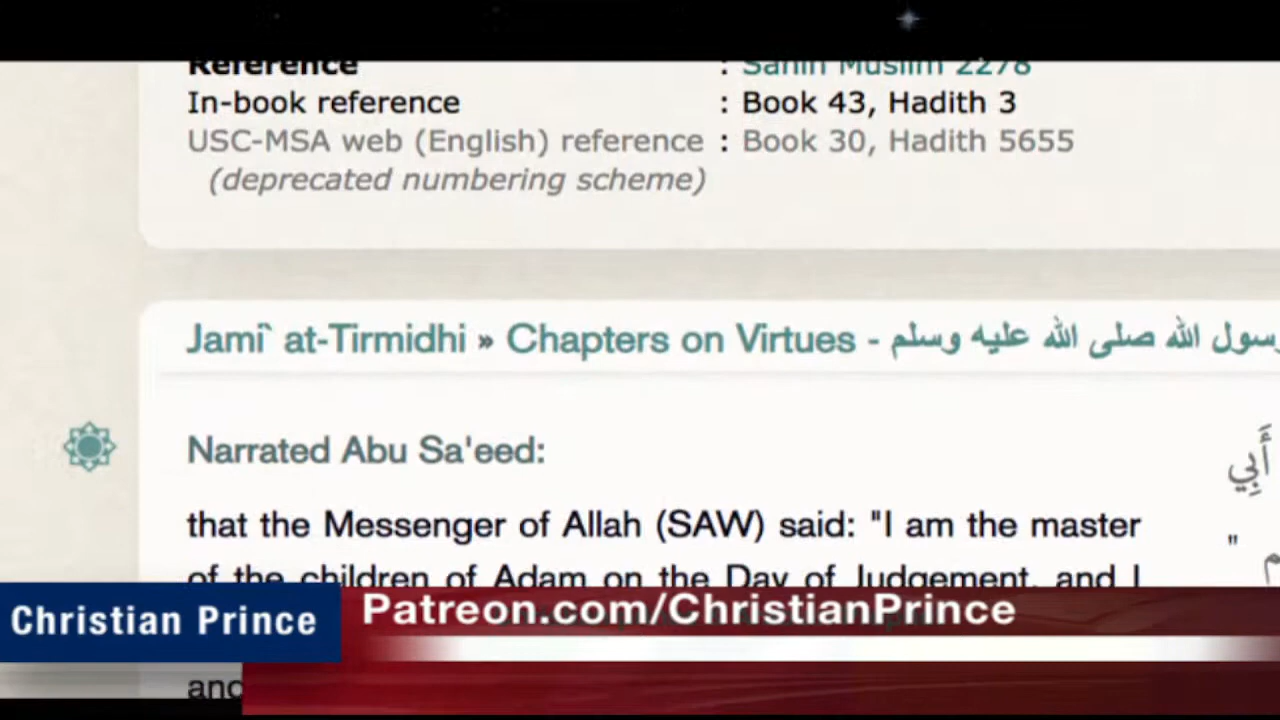 Reference : Sahih Muslim 2278
In-book reference : Book 43, Hadith 3
USC-MSA web (English) reference : Book 30, Hadith 5655
(deprecated numbering scheme)
Jami` at-Tirmidhi » Chapters on Virtues - رسول الله صلى الله عليه وسلم
Narrated Abu Sa'eed:
أَبِي
that the Messenger of Allah (SAW) said: "I am the master
"
of the children of Adam on the Day of Judgement, and I
Christian Prince
Patreon.com/ChristianPrince
and